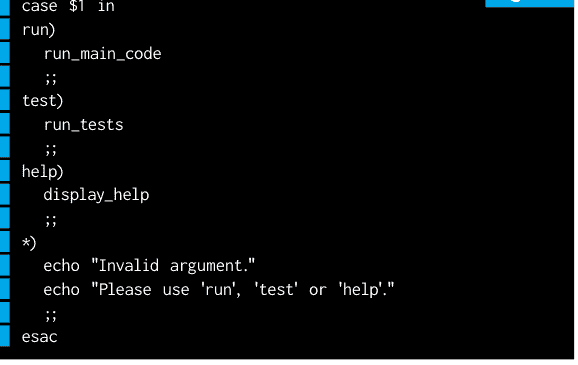 case $1 in
run)
run_main_code
;;
test)
run_tests
;;
help)
display_help
;;
*)
echo "Invalid argument."
echo "Please use 'run', 'test' or 'help'."
;;
esac